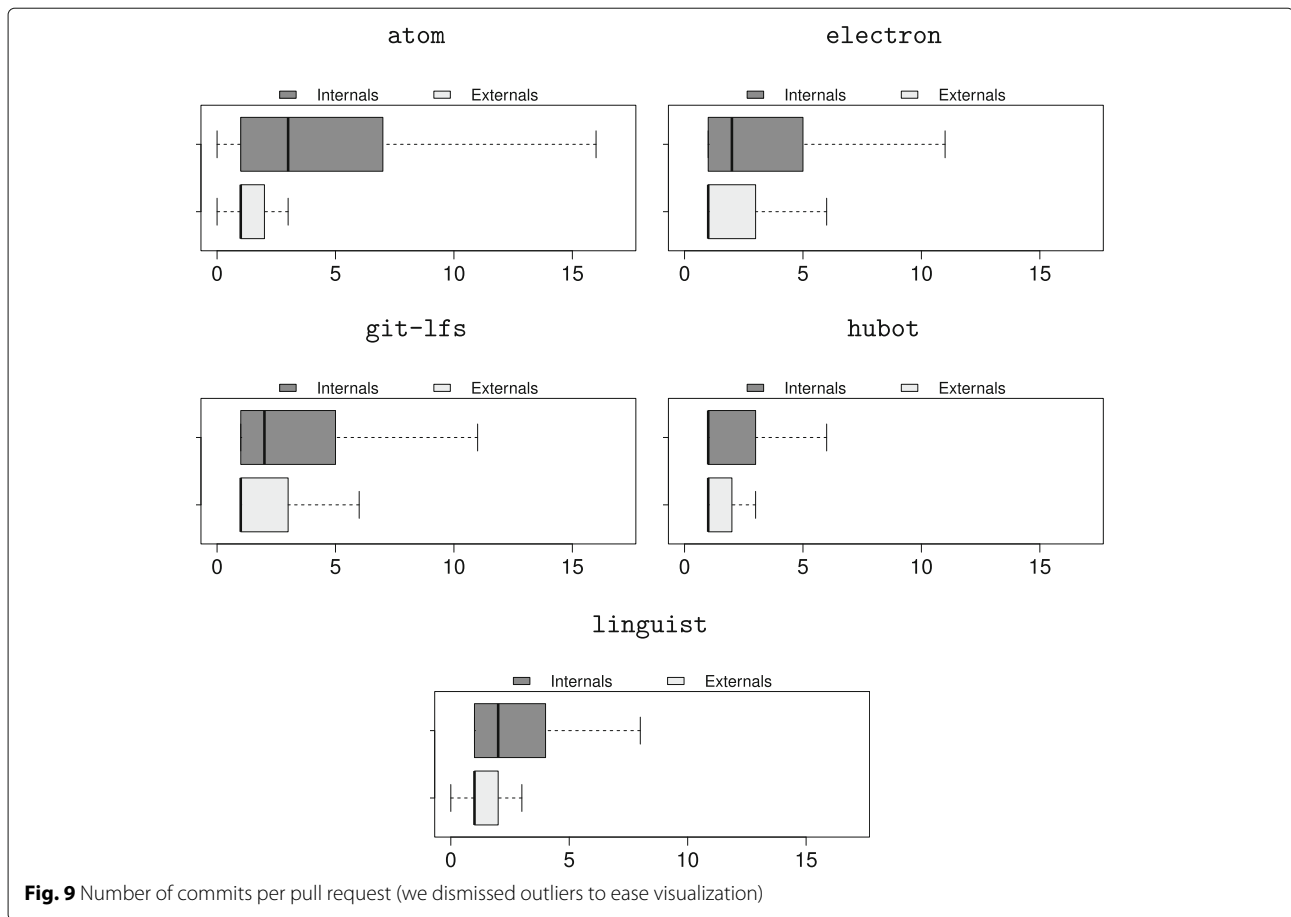 atom
Internals Externals
0 5 10 15
electron
Internals Externals
0 5 10 15
git-lfs
Internals Externals
0 5 10 15
hubot
Internals Externals
0 5 10 15
linguist
Internals Externals
0 5 10 15
Fig. 9 Number of commits per pull request (we dismissed outliers to ease visualization)